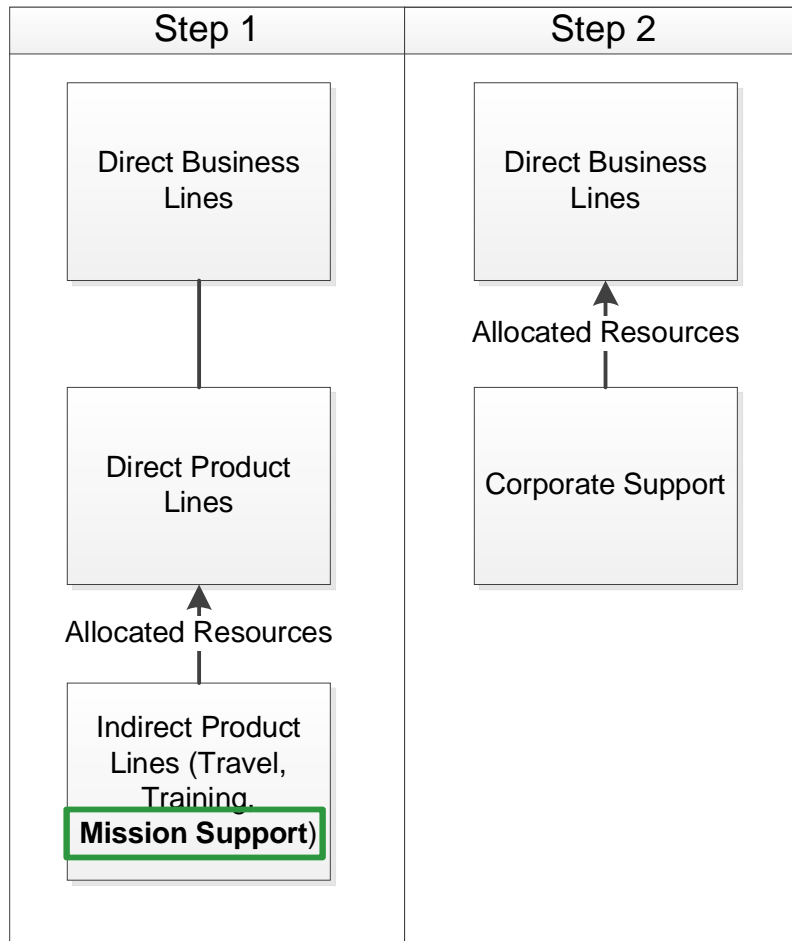 Step 1
Step 2
Direct Business
Lines
Direct Product
Lines
Allocated Resources
Indirect Product
Lines (Travel,
Training,
Mission Support)
Direct Business
Lines
Allocated Resources
Corporate Support